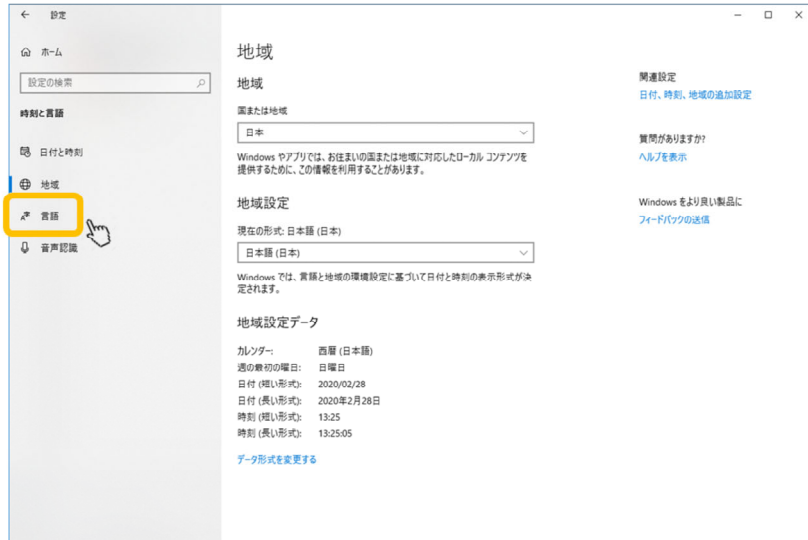 設定
ホーム
設定の検索
時刻と言語
日付と時刻
地域
言語
音声認識
地域
地域
国または地域
日本
Windows やアプリでは、お住まいの国または地域に対応したローカル コンテンツを
提供するために、この情報を利用することがあります。
地域設定
現在の形式: 日本語 (日本)
日本語 (日本)
Windows では、言語と地域の環境設定に基づいて日付と時刻の表示形式が決
定されます。
地域設定データ
カレンダー: 西暦 (日本語)
週の最初の曜日: 日曜日
日付 (短い形式): 2020/02/28
日付 (長い形式): 2020年2月28日
時刻 (短い形式): 13:25
時刻 (長い形式): 13:25:05
データ形式を変更する
関連設定
日付、時刻、地域の追加設定
質問がありますか?
ヘルプを表示
Windows をより良い製品に
フィードバックの送信